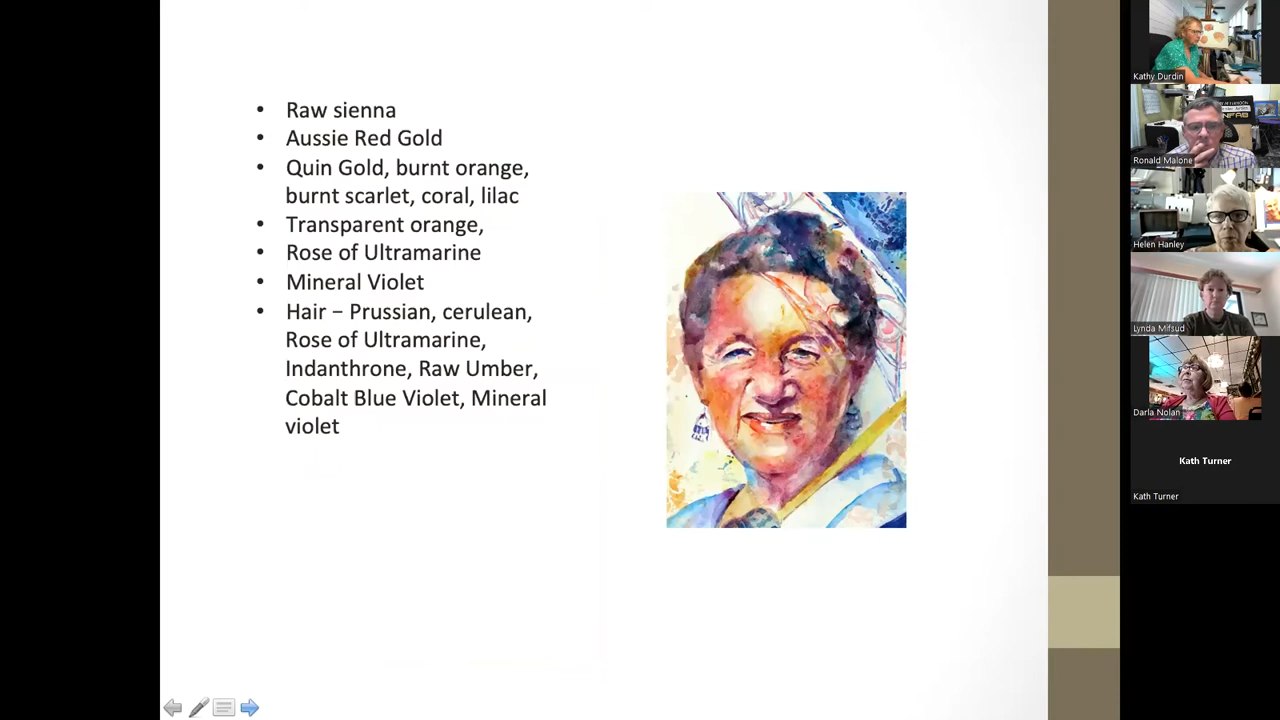 • Raw sienna
• Aussie Red Gold
• Quin Gold, burnt orange,
burnt scarlet, coral, lilac
• Transparent orange,
• Rose of Ultramarine
• Mineral Violet
• Hair – Prussian, cerulean,
Rose of Ultramarine,
Indanthrone, Raw Umber,
Cobalt Blue Violet, Mineral
violet
Kathy Durdin
Ronald Malone
Helen Hanley
Lynda Mifsud
Darla Nolan
Kath Turner
Kath Turner